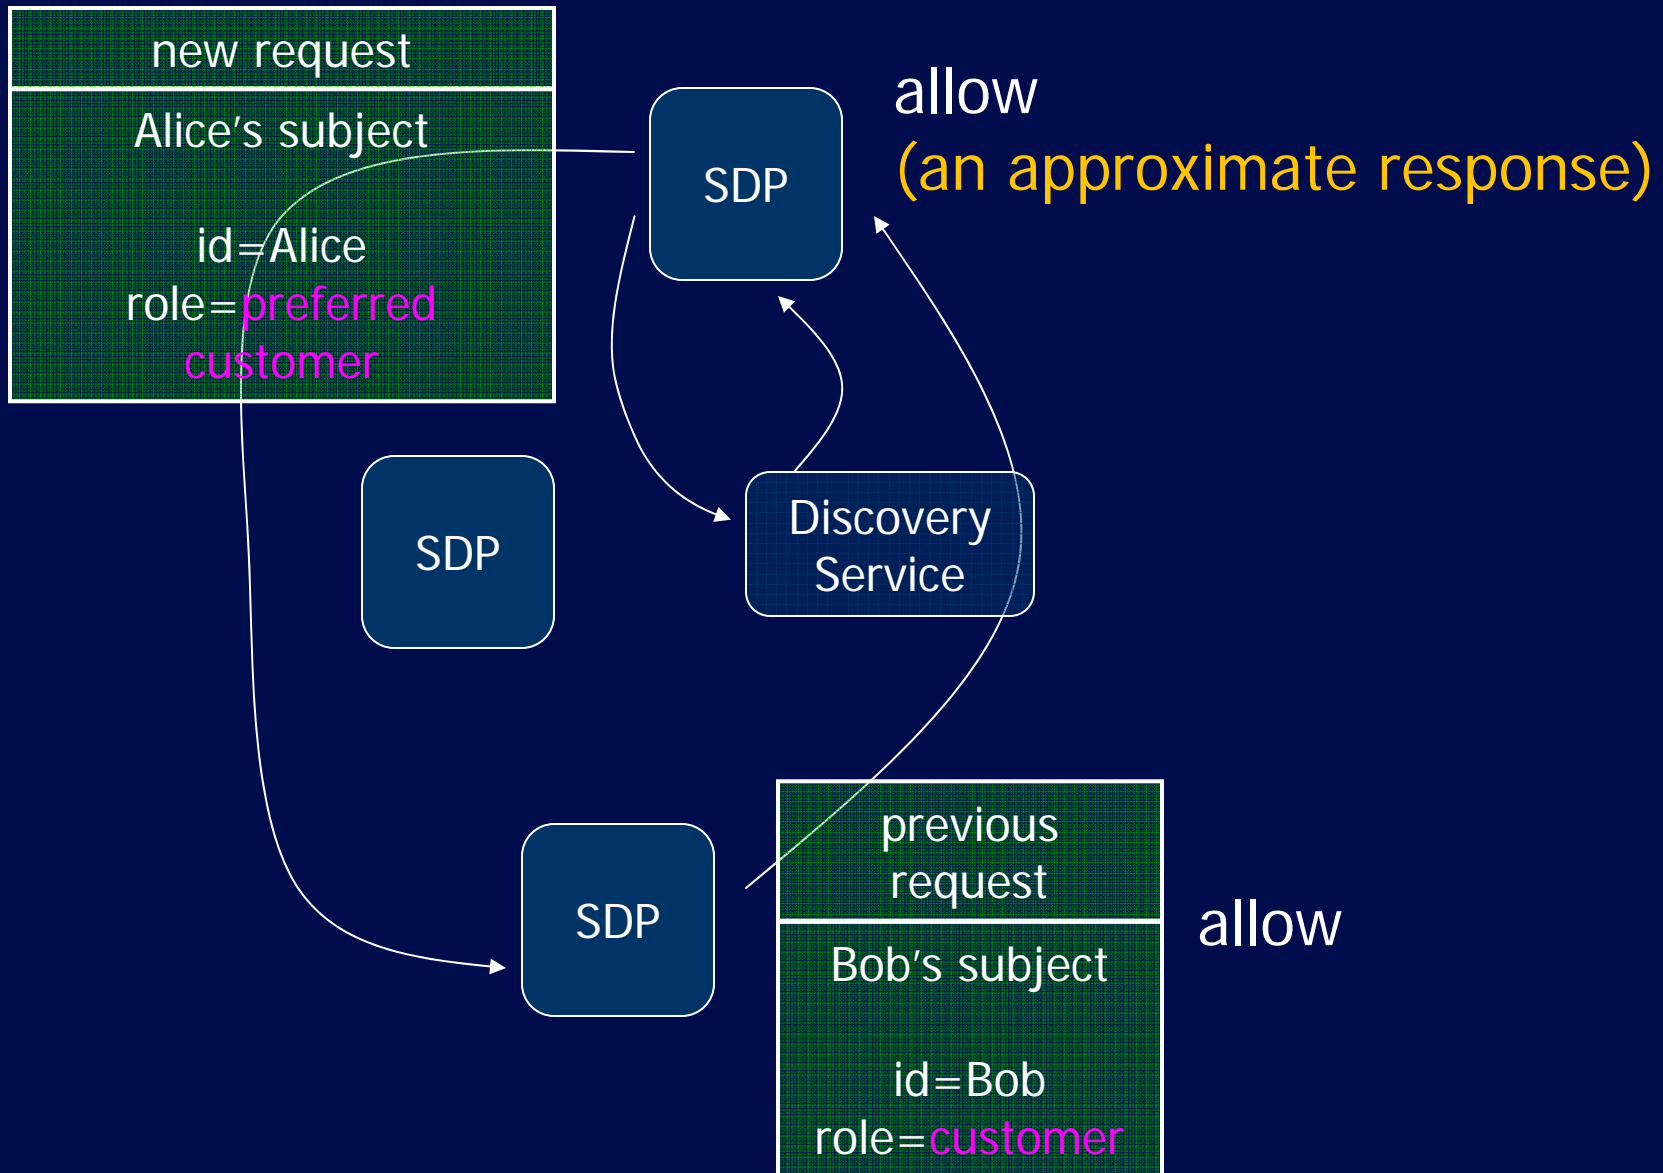 new request
Alice's subject
id=Alice
role=preferred
customer
SDP
allow
(an approximate response)
SDP
Discovery
Service
SDP
previous
request
Bob's subject
id=Bob
role=customer
allow